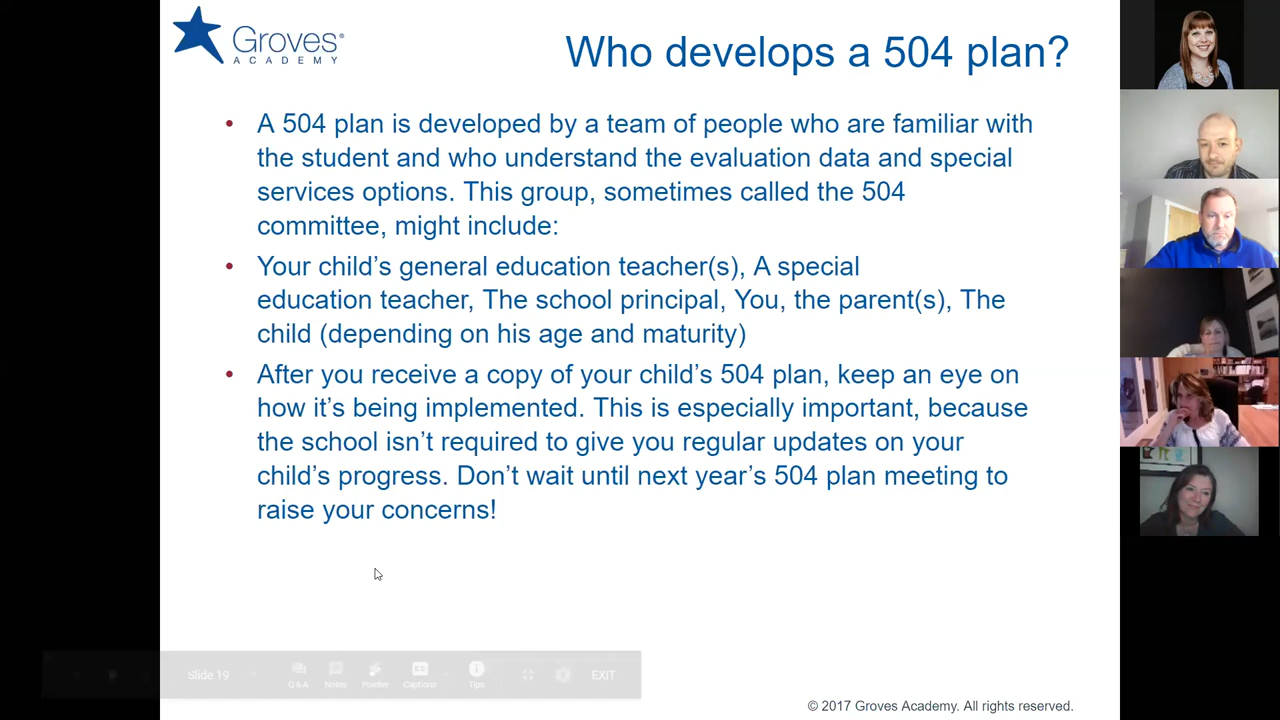 Groves®
ACADEMY
Who develops a 504 plan?
• A 504 plan is developed by a team of people who are familiar with
the student and who understand the evaluation data and special
services options. This group, sometimes called the 504
committee, might include:
• Your child’s general education teacher(s), A special
education teacher, The school principal, You, the parent(s), The
child (depending on his age and maturity)
• After you receive a copy of your child’s 504 plan, keep an eye on
how it’s being implemented. This is especially important, because
the school isn’t required to give you regular updates on your
child’s progress. Don’t wait until next year’s 504 plan meeting to
raise your concerns!
Slide 19
Q & A
Notes
Pointer
CC
Captions
Tips
EXIT
© 2017 Groves Academy. All rights reserved.